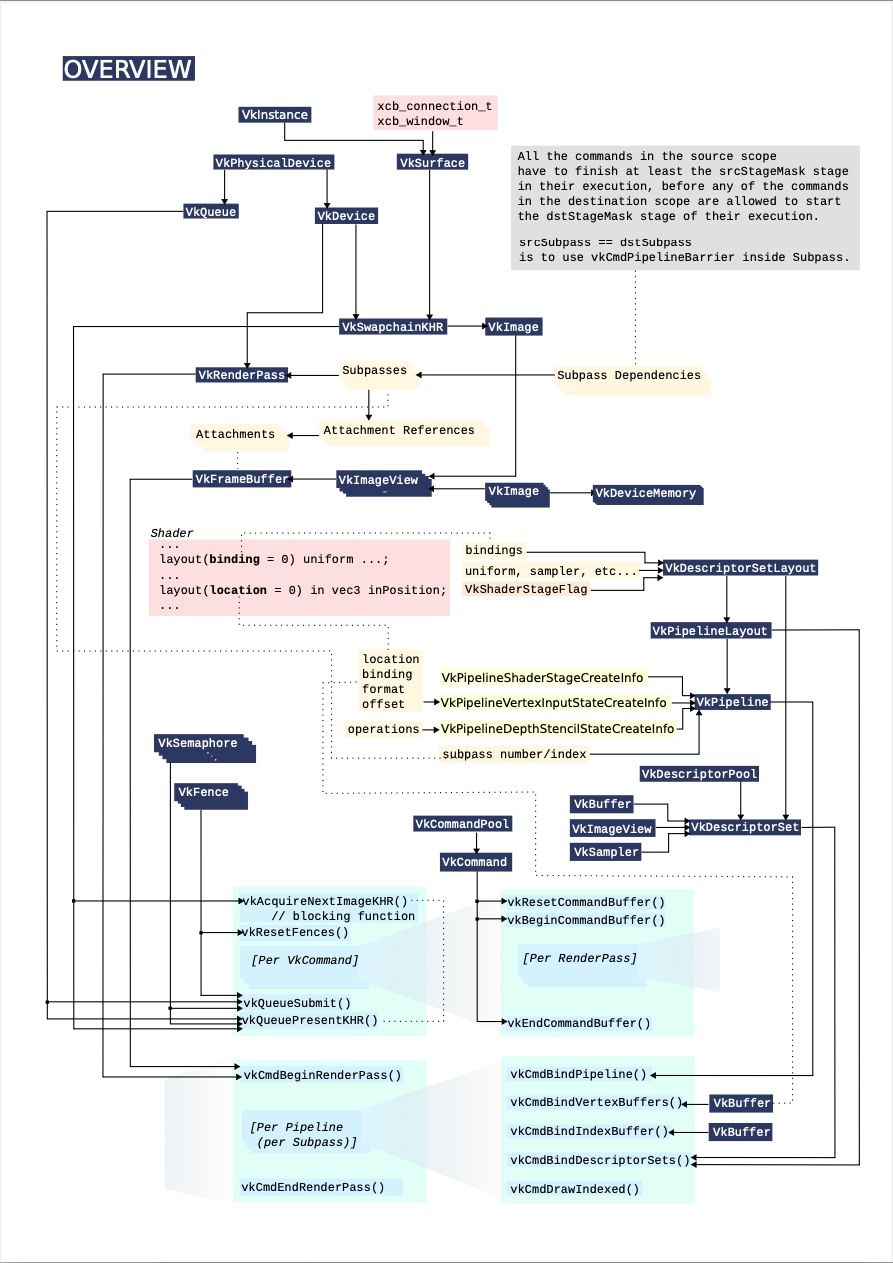 OVERVIEW
VkInstance
xcb_connection_t
xcb_window_t
VkPhysicalDevice
VkSurface
All the commands in the source scope
have to finish at least the srcStageMask stage
in their execution, before any of the commands
in the destination scope are allowed to start
the dstStageMask stage of their execution.
srcSubpass == dstSubpass
is to use vkCmdPipelineBarrier inside Subpass.
VkQueue
VkDevice
VkSwapchainKHR
VkImage
VkRenderPass
Subpasses
Subpass Dependencies
Attachments
Attachment References
VkFrameBuffer
VkImageView
VkImage
VkDeviceMemory
Shader
...
layout(binding = 0) uniform ...;
...
layout(location = 0) in vec3 inPosition;
...
bindings
uniform, sampler, etc...
VkShaderStageFlag
VkDescriptorSetLayout
VkPipelineLayout
location
binding
format
offset
operations
VkPipelineShaderStageCreateInfo
VkPipelineVertexInputStateCreateInfo
VkPipelineDepthStencilStateCreateInfo
subpass number/index
VkPipeline
VkSemaphore
VkFence
VkDescriptorPool
VkBuffer
VkImageView
VkSampler
VkDescriptorSet
VkCommandPool
VkCommand
vkAcquireNextImageKHR()
// blocking function
vkResetFences()
[Per VkCommand]
vkQueueSubmit()
vkQueuePresentKHR()
vkResetCommandBuffer()
vkBeginCommandBuffer()
[Per RenderPass]
vkEndCommandBuffer()
vkCmdBeginRenderPass()
[Per Pipeline
(per Subpass)]
vkCmdEndRenderPass()
vkCmdBindPipeline()
vkCmdBindVertexBuffers()
VkBuffer
vkCmdBindIndexBuffer()
VkBuffer
vkCmdBindDescriptorSets()
vkCmdDrawIndexed()